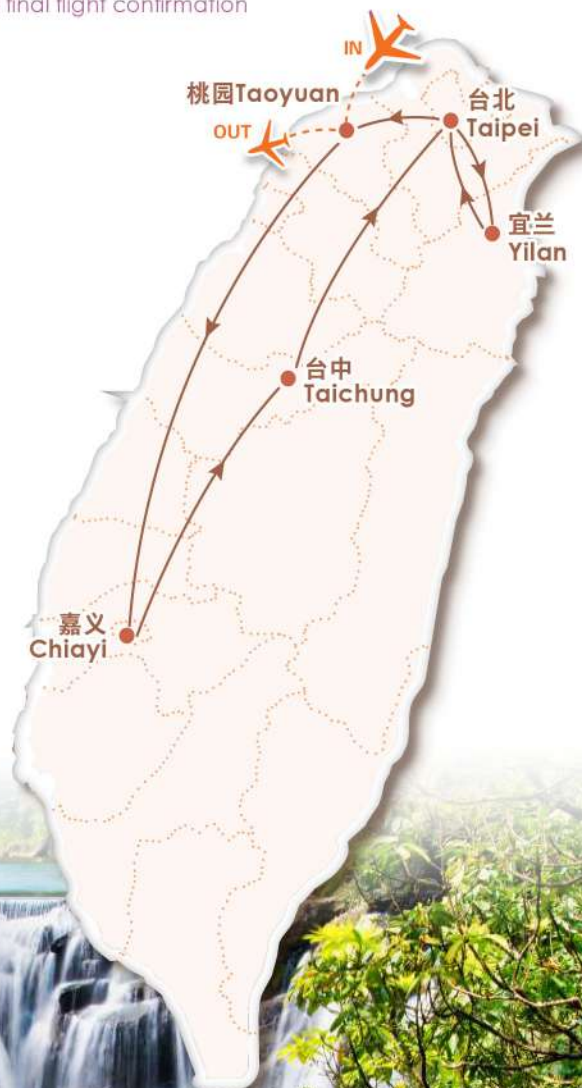 final flight confirmation
IN
桃园Taoyuan
台北
Taipei
OUT
宜兰
Yilan
台中
Taichung
嘉义
Chiayi